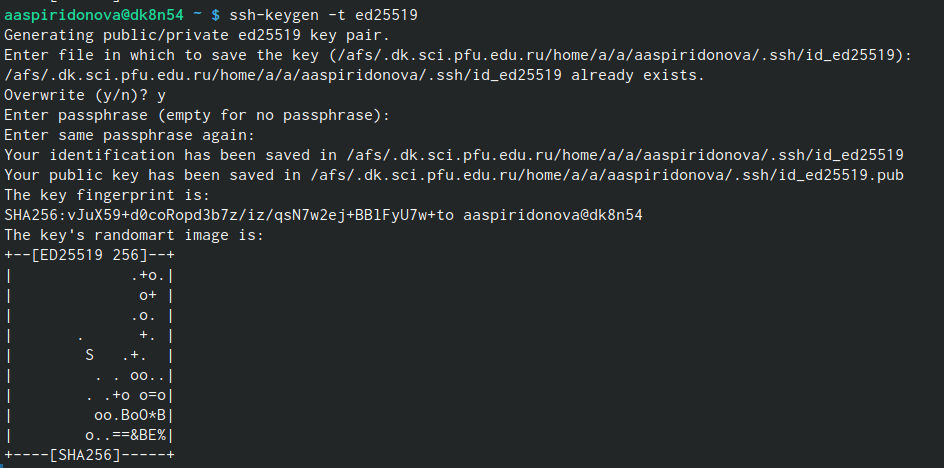 aaspiridonova@dk8n54 ~ $ ssh-keygen -t ed25519
Generating public/private ed25519 key pair.
Enter file in which to save the key (/afs/.dk.sci.pfu.edu.ru/home/a/a/aaspiridonova/.ssh/id_ed25519):
/afs/.dk.sci.pfu.edu.ru/home/a/a/aaspiridonova/.ssh/id_ed25519 already exists.
Overwrite (y/n)? y
Enter passphrase (empty for no passphrase):
Enter same passphrase again:
Your identification has been saved in /afs/.dk.sci.pfu.edu.ru/home/a/a/aaspiridonova/.ssh/id_ed25519
Your public key has been saved in /afs/.dk.sci.pfu.edu.ru/home/a/a/aaspiridonova/.ssh/id_ed25519.pub
The key fingerprint is:
SHA256:vJuX59+d0coRopd3b7z/iz/qsN7w2ej+BBlFyU7w+to aaspiridonova@dk8n54
The key's randomart image is:
+--[ED25519 256]--+
|              .+o.|
|               o+ |
|              .o. |
|        .      +. |
|         S   .+.  |
|          . . oo..|
|         . .+o o=o|
|          oo.BoO*B|
|         o..==&BE%|
+----[SHA256]-----+